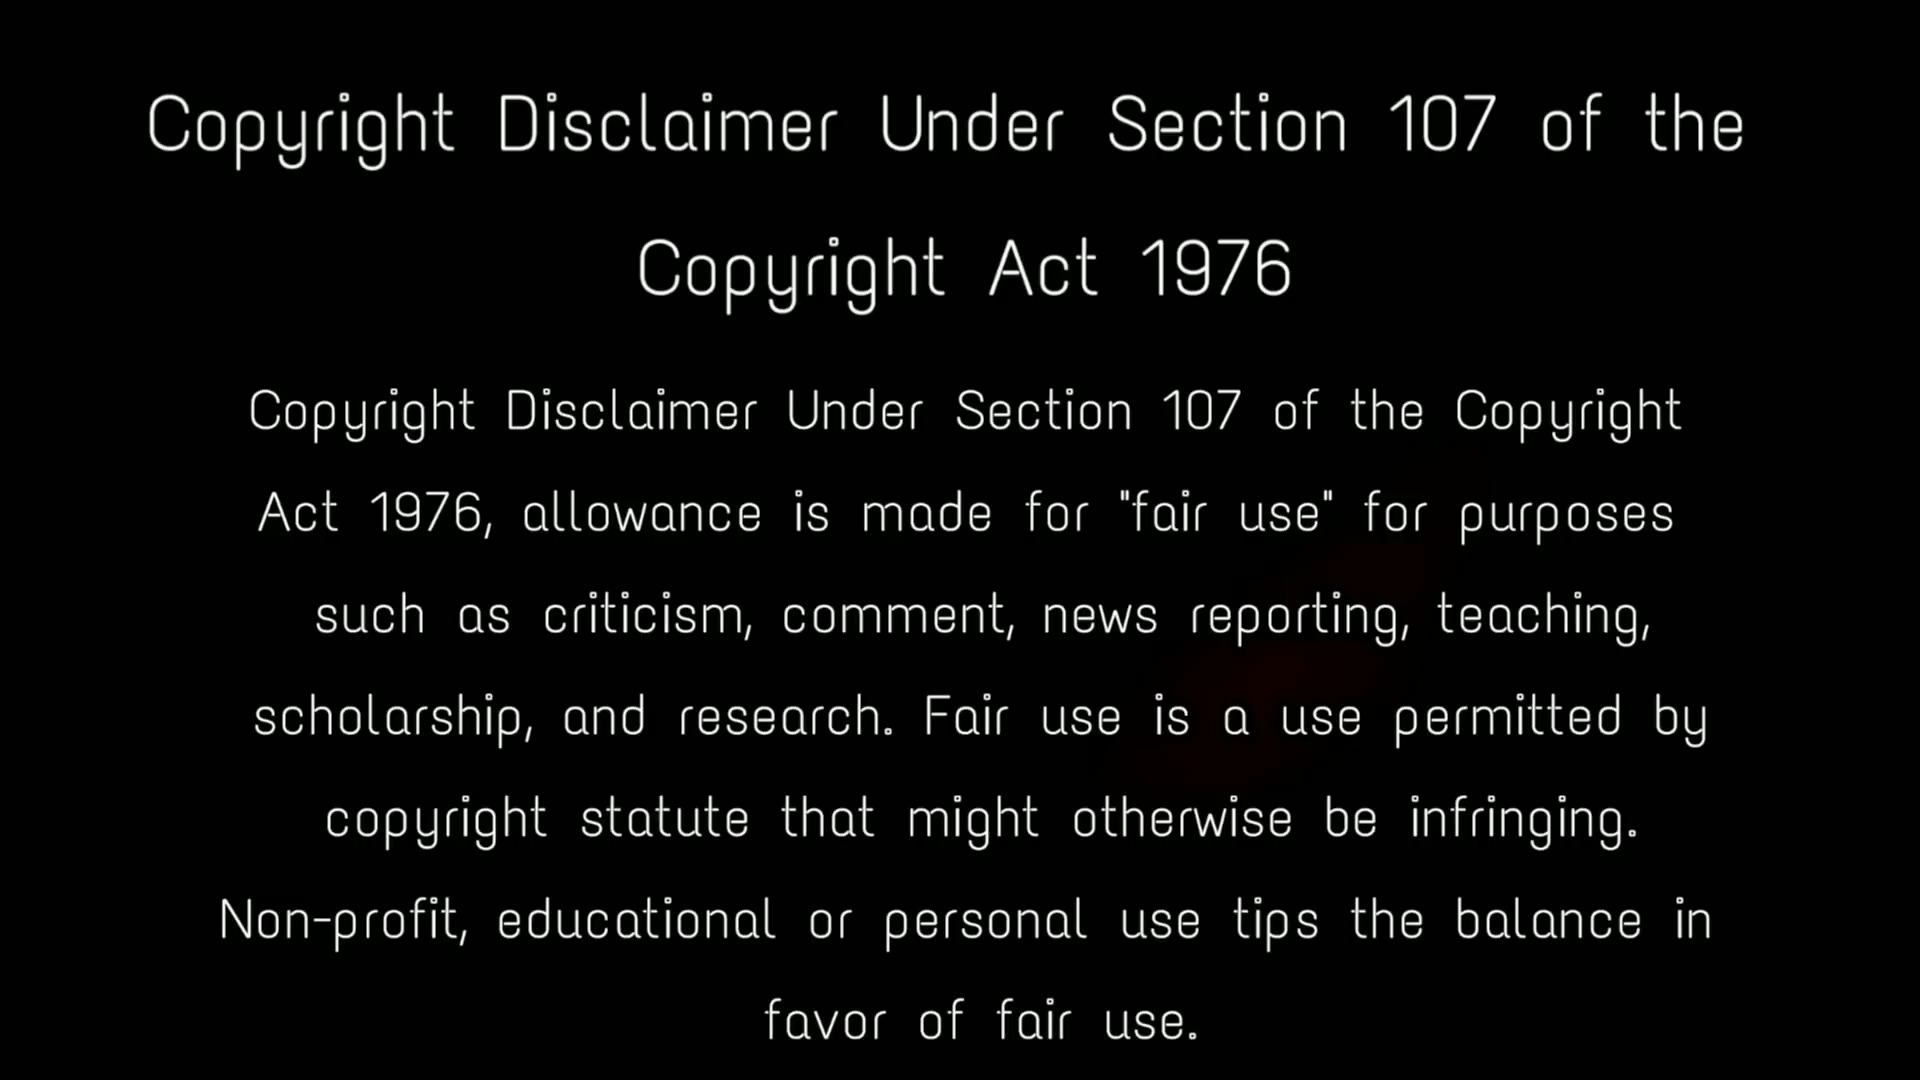 Copyright Disclaimer Under Section 107 of the
Copyright Act 1976
Copyright Disclaimer Under Section 107 of the Copyright
Act 1976, allowance is made for "fair use" for purposes
such as criticism, comment, news reporting, teaching,
scholarship, and research. Fair use is a use permitted by
copyright statute that might otherwise be infringing.
Non-profit, educational or personal use tips the balance in
favor of fair use.